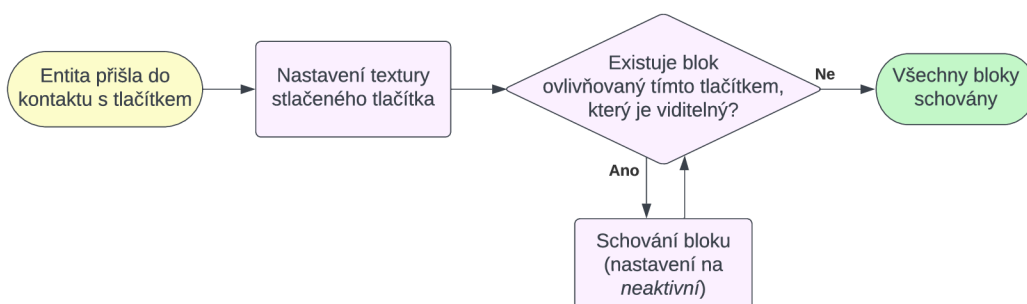 Entita přišla do
kontaktu s tlačítkem
Nastavení textury
stlačeného tlačítka
Existuje blok
ovlivňovaný tímto tlačítkem,
který je viditelný?
Ne
Všechny bloky
schovány
Ano
Schování bloku
(nastavení na
neaktivní)